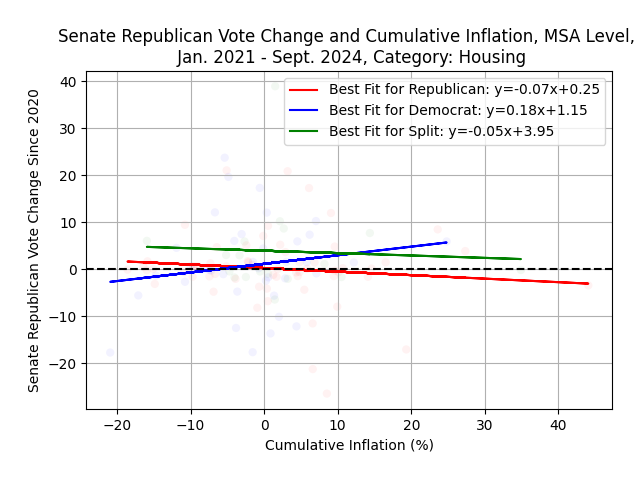 Senate Republican Vote Change and Cumulative Inflation, MSA Level,
Jan. 2021 - Sept. 2024, Category: Housing
Best Fit for Republican: y=-0.07x+0.25
Best Fit for Democrat: y=0.18x+1.15
Best Fit for Split: y=-0.05x+3.95
Senate Republican Vote Change Since 2020
40
30
20
10
0
−10
−20
−20
−10
0
10
20
30
40
Cumulative Inflation (%)